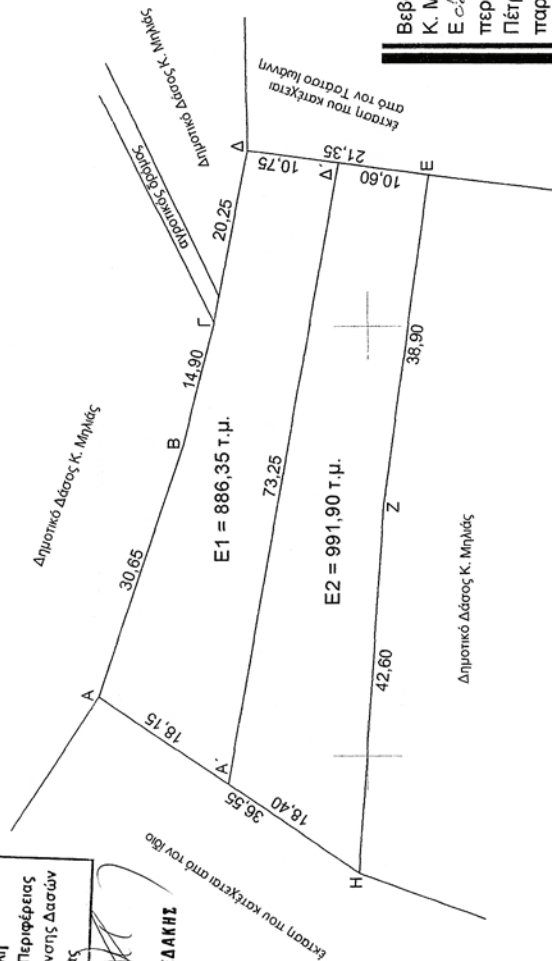 Δημοτικό Δάσος Κ. Μηλιάς
αγροτικός δρόμος
Δημοτικό Δάσος Κ. Μηλιάς
Α
30,65
Β
14,90
Γ
20,25
Δ
έκταση που κατέχεται
από τον Τσάτσο Ιωάννη
18,15
Ε1 = 886,35 τ.μ.
10,75
21,35
Δ΄
Α΄
73,25
36,55
18,40
Ε2 = 991,90 τ.μ.
10,60
Ε
Η
42,60
Ζ
38,90
έκταση που κατέχεται από τον ίδιο
Δημοτικό Δάσος Κ. Μηλιάς
Περιφέρειας
νσης Δασών
ΔΑΚΗΣ
Βεβ
Κ. Μ
Ε
περ
Πέτρ
παρ